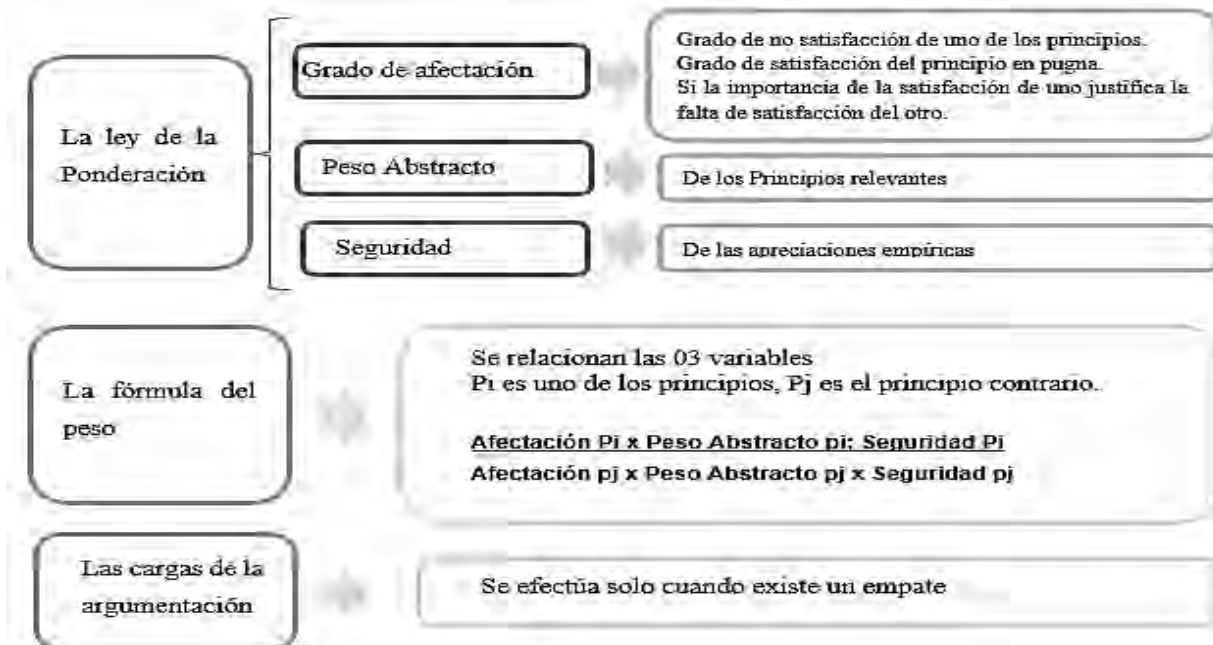 La ley de la
Ponderación
Grado de afectación
Grado de no satisfacción de uno de los principios.
Grado de satisfacción del principio en pugna.
Si la importancia de la satisfacción de uno justifica la
falta de satisfacción del otro.
Peso Abstracto
De los Principios relevantes
Seguridad
De las apreciaciones empíricas
La fórmula del
peso
Se relacionan las 03 variables
Pi es uno de los principios, Pj es el principio contrario.
Afectación Pi x Peso Abstracto pi; Seguridad Pi
Afectación pj x Peso Abstracto pj x Seguridad pj
Las cargas de la
argumentación
Se efectúa solo cuando existe un empate